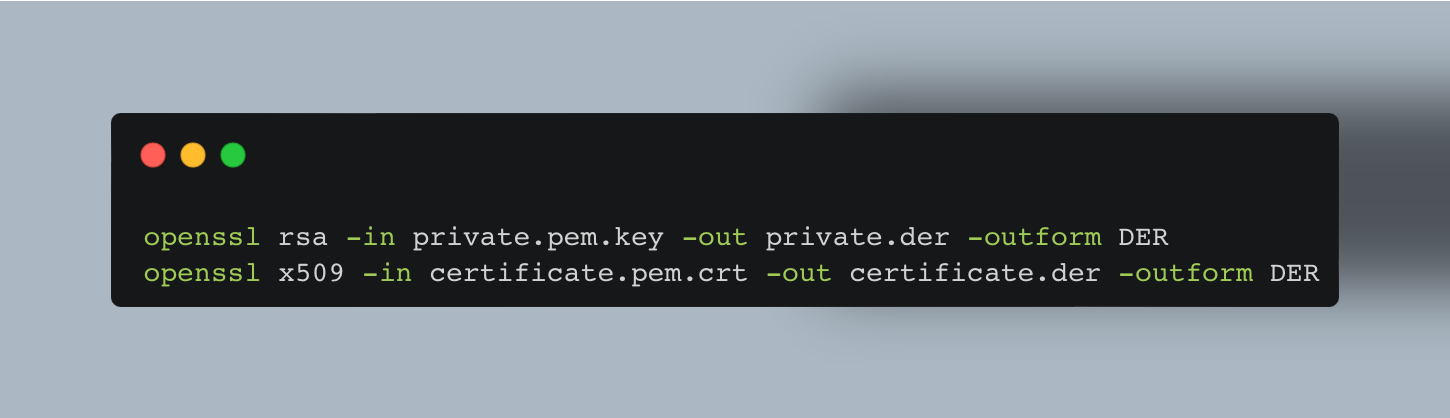 openssl rsa -in private.pem.key -out private.der -outform DER
openssl x509 -in certificate.pem.crt -out certificate.der -outform DER